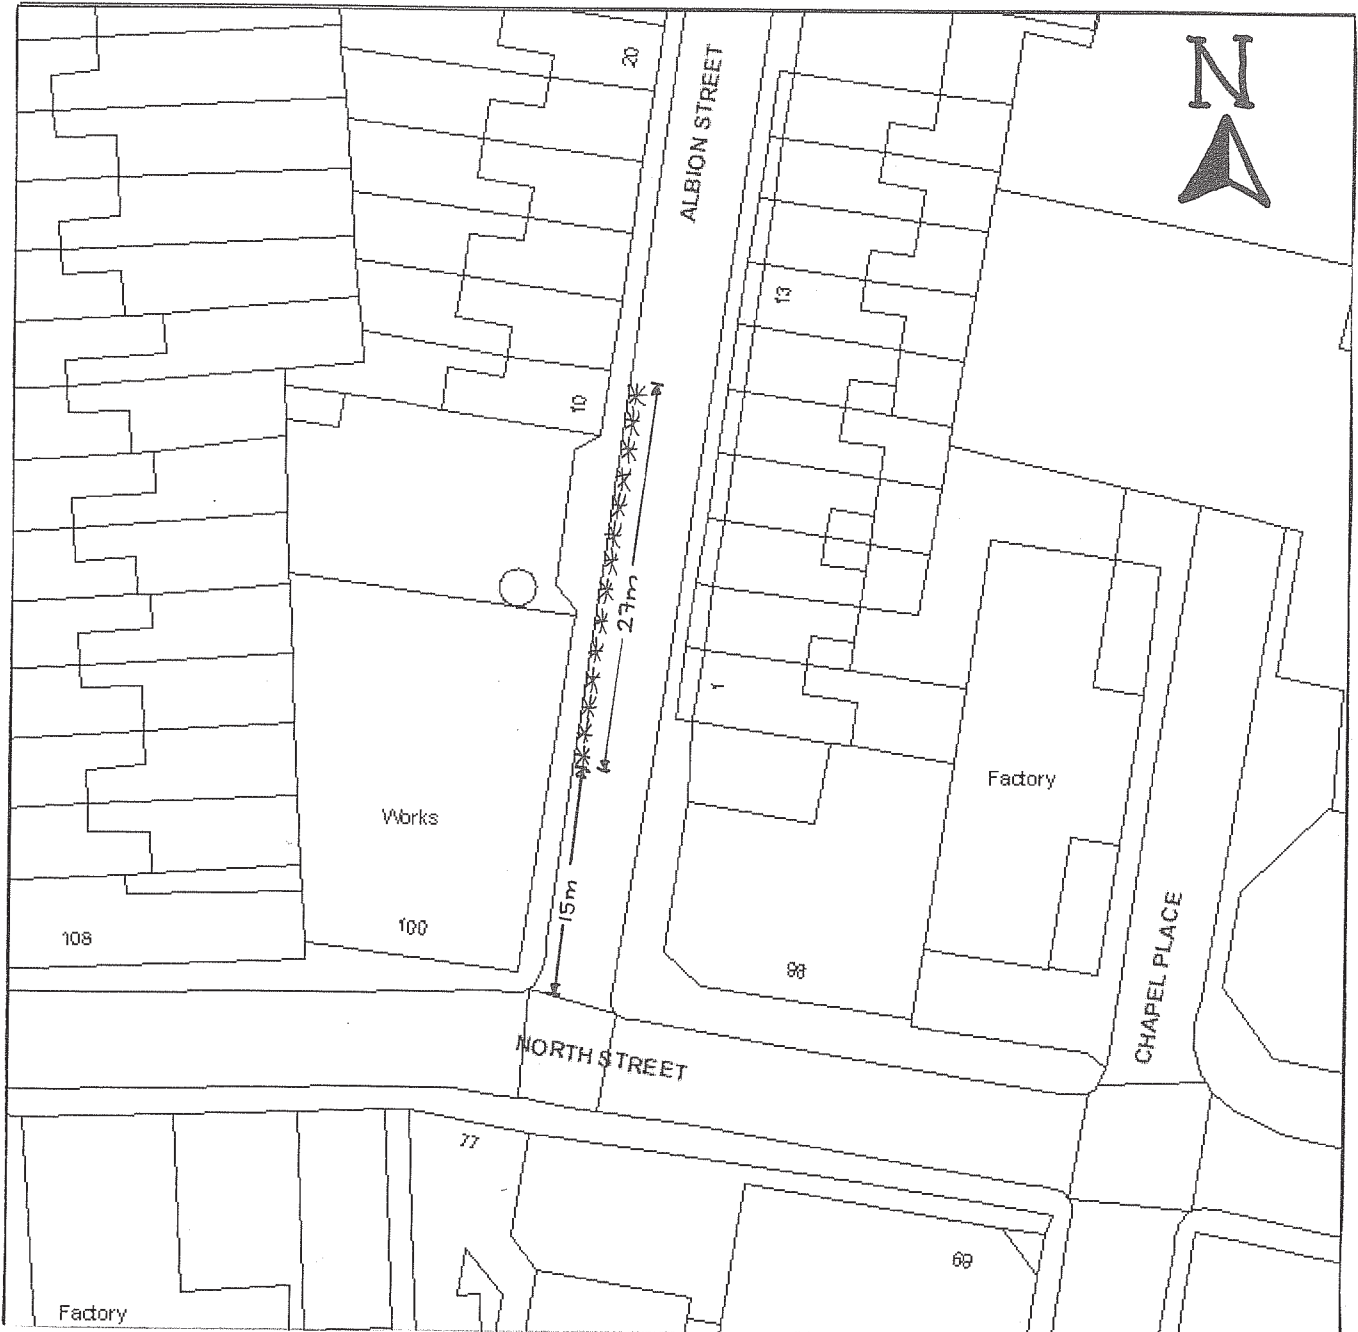 N
20
ALBION STREET
13
10
27m
1
Factory
Works
15m
108
100
98
CHAPEL PLACE
NORTH STREET
77
69
Factory